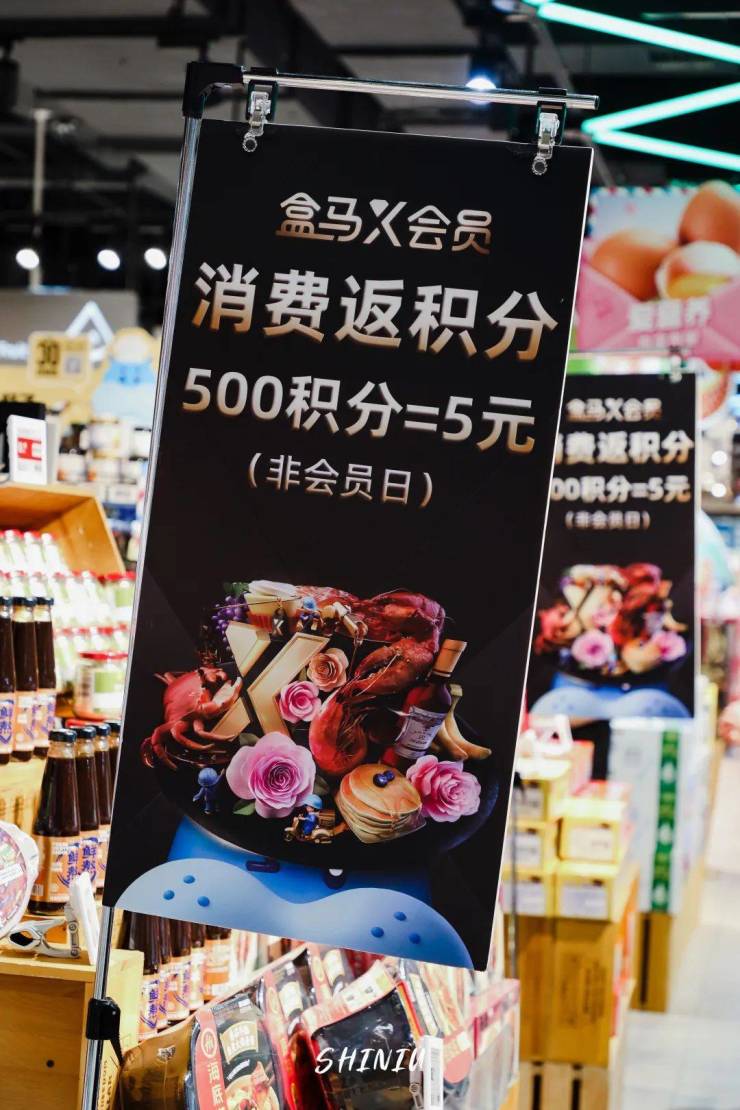 盒马X会员
消费返积分
500积分=5元
(非会员日)
盒马X会员
费返积分
00积分=5元
(非会员日)
30
SHINIU